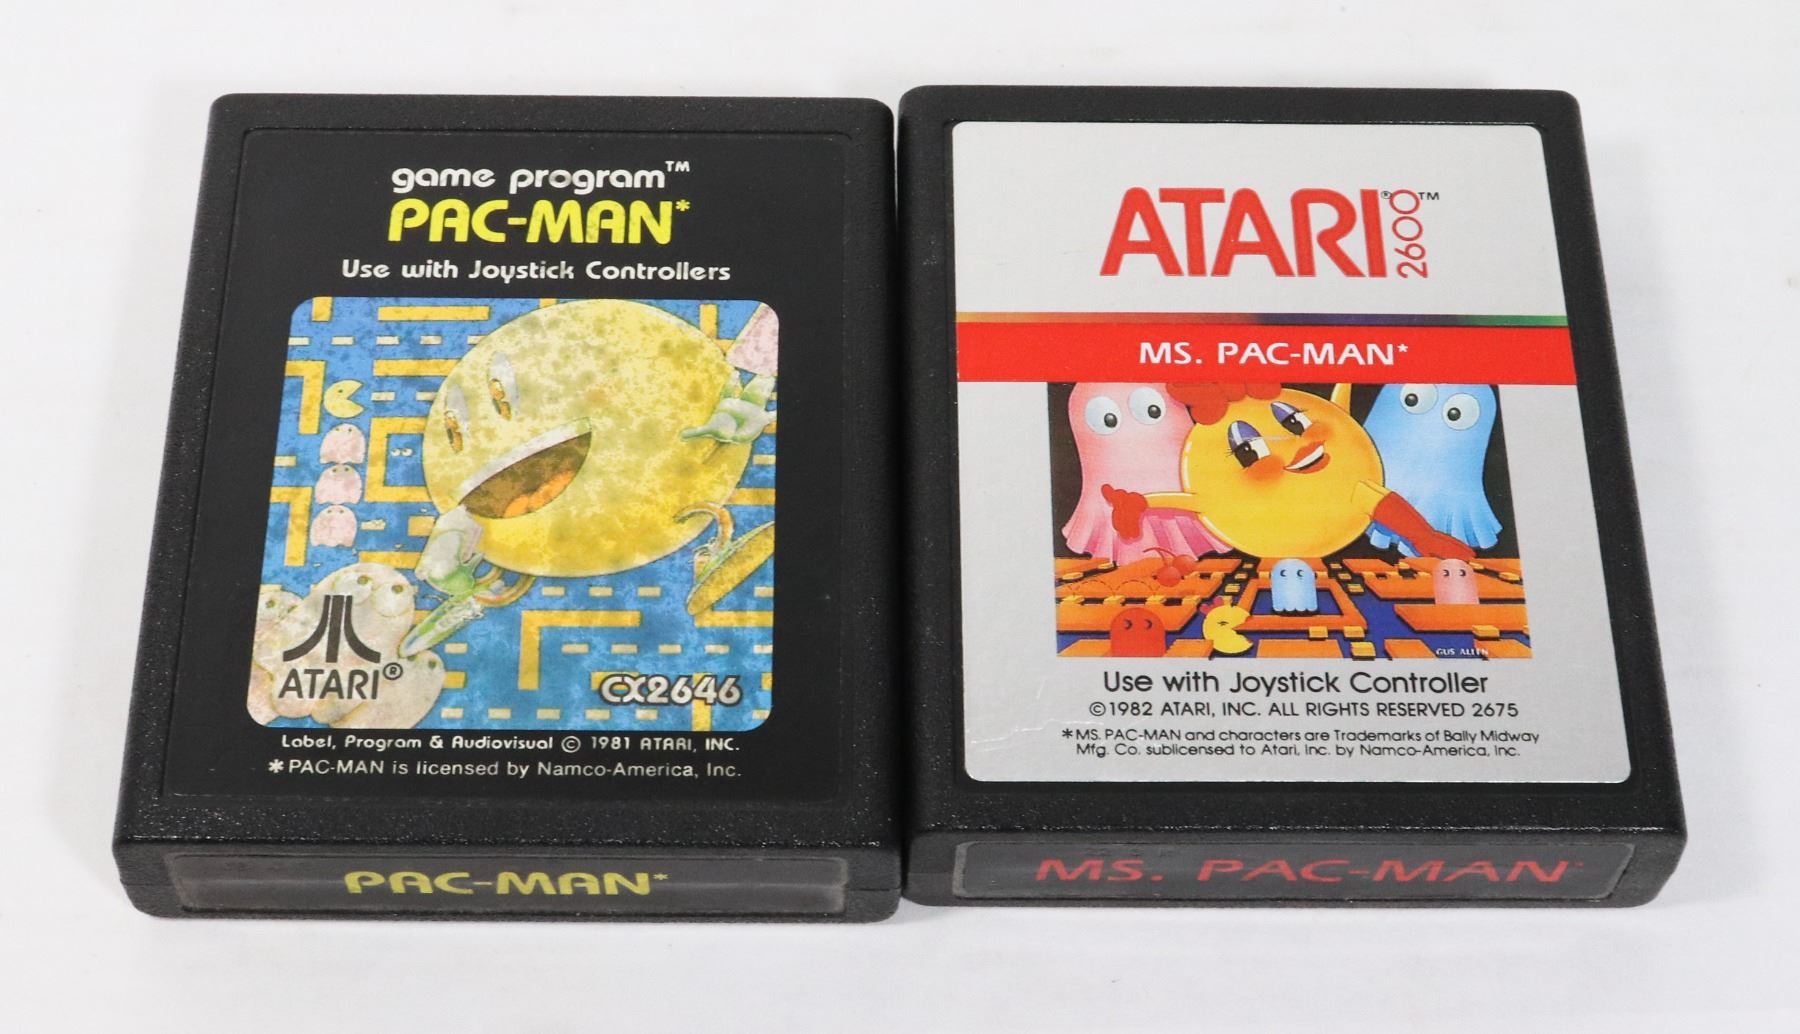 game program™
PAC-MAN*
Use with Joystick Controllers
ATARI®
CX2646
Label, Program & Audiovisual © 1981 ATARI, INC.
*PAC-MAN is licensed by Namco-America, Inc.
PAC-MAN*
ATARI® 2600™
MS. PAC-MAN*
GUS ALLEN
Use with Joystick Controller
©1982 ATARI, INC. ALL RIGHTS RESERVED 2675
*MS. PAC-MAN and characters are Trademarks of Bally Midway
Mfg. Co. sublicensed to Atari, Inc. by Namco-America, Inc.
MS. PAC-MAN*